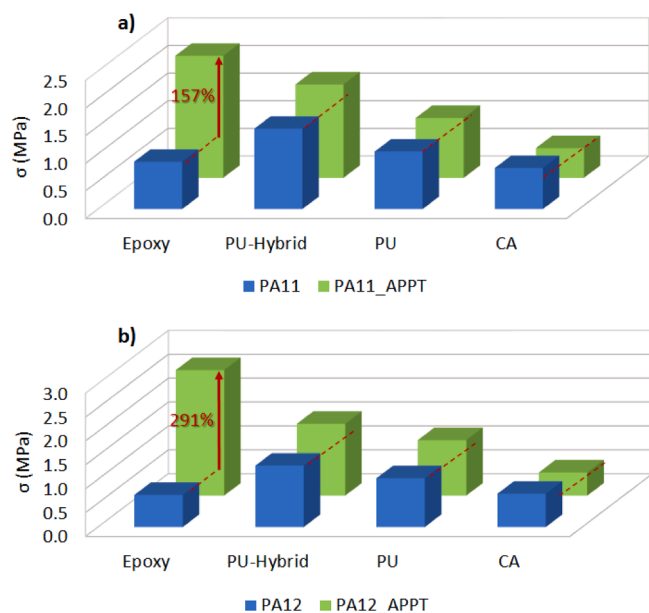 a)
2.5
2.0
1.5
1.0
0.5
0.0
σ (MPa)
157%
Epoxy PU-Hybrid PU CA
PA11 PA11_APPT
b)
3.0
2.5
2.0
1.5
1.0
0.5
0.0
σ (MPa)
291%
Epoxy PU-Hybrid PU CA
PA12 PA12_APPT